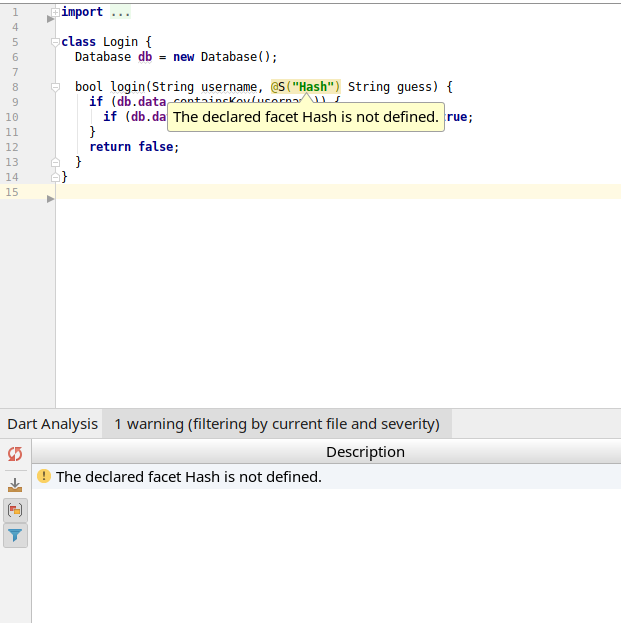 1 import ...
4
5 class Login {
6 Database db = new Database();
7
8 bool login(String username, @S("Hash") String guess) {
9 if (db.data.containsKey(username)) {
10 if (db.da rue;
The declared facet Hash is not defined.
11 }
12 return false;
13 }
14 }
15
Dart Analysis 1 warning (filtering by current file and severity)
Description
The declared facet Hash is not defined.